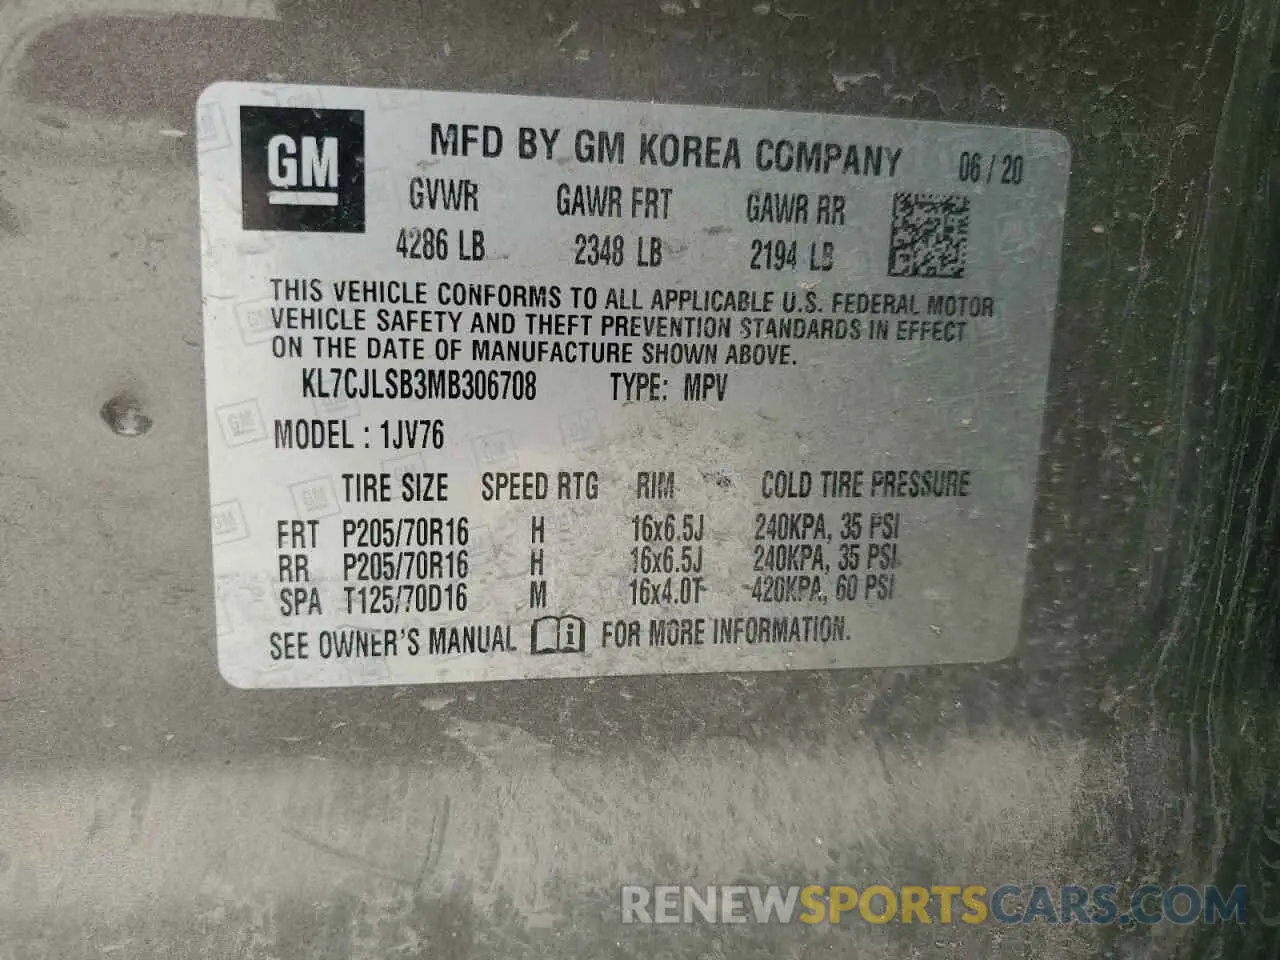 GM
MFD BY GM KOREA COMPANY 06 / 20
GVWR GAWR FRT GAWR RR
4286 LB 2348 LB 2194 LB
THIS VEHICLE CONFORMS TO ALL APPLICABLE U.S. FEDERAL MOTOR
VEHICLE SAFETY AND THEFT PREVENTION STANDARDS IN EFFECT
ON THE DATE OF MANUFACTURE SHOWN ABOVE.
KL7CJLSB3MB306708 TYPE: MPV
MODEL : 1JV76
TIRE SIZE SPEED RTG RIM COLD TIRE PRESSURE
FRT P205/70R16 H 16x6.5J 240KPA, 35 PSI
RR P205/70R16 H 16x6.5J 240KPA, 35 PSI
SPA T125/70D16 M 16x4.0T 420KPA, 60 PSI
SEE OWNER'S MANUAL FOR MORE INFORMATION.
RENEWSPORTSCARS.COM